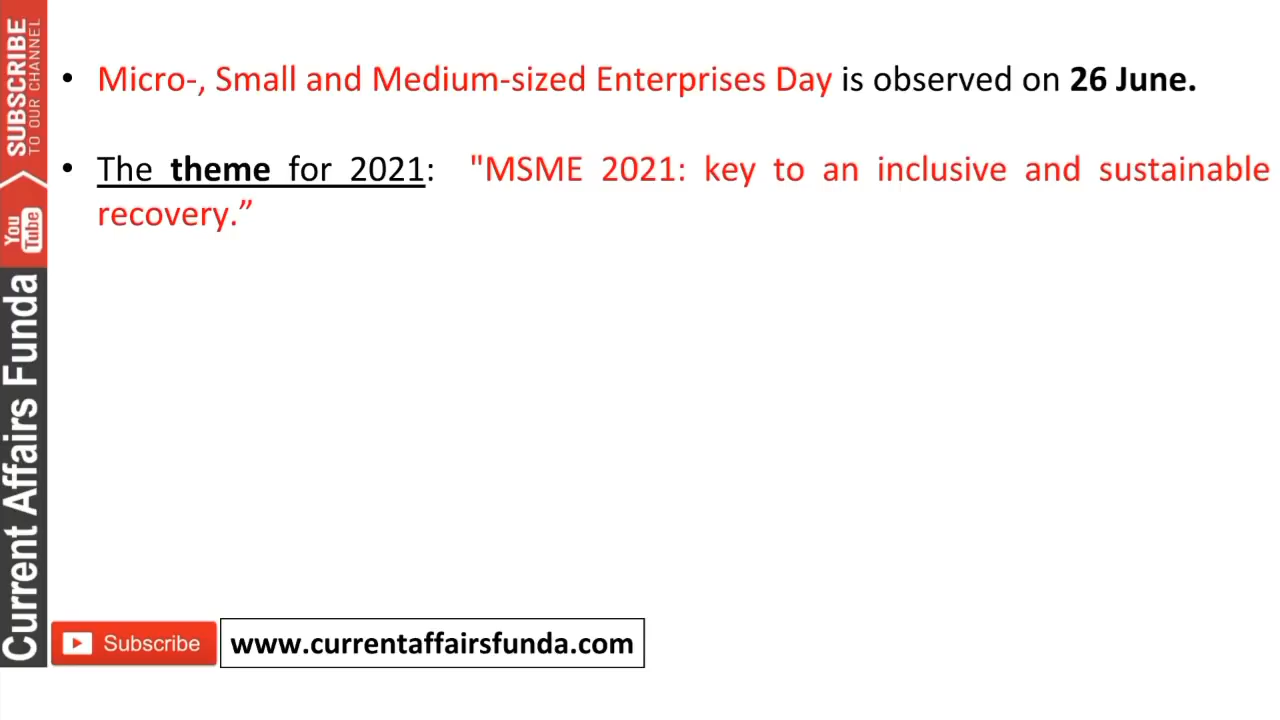 • Micro-, Small and Medium-sized Enterprises Day is observed on 26 June.
• The theme for 2021: "MSME 2021: key to an inclusive and sustainable
recovery.”
SUBSCRIBE
TO OUR CHANNEL
You
Tube
Current Affairs Funda
Subscribe
www.currentaffairsfunda.com